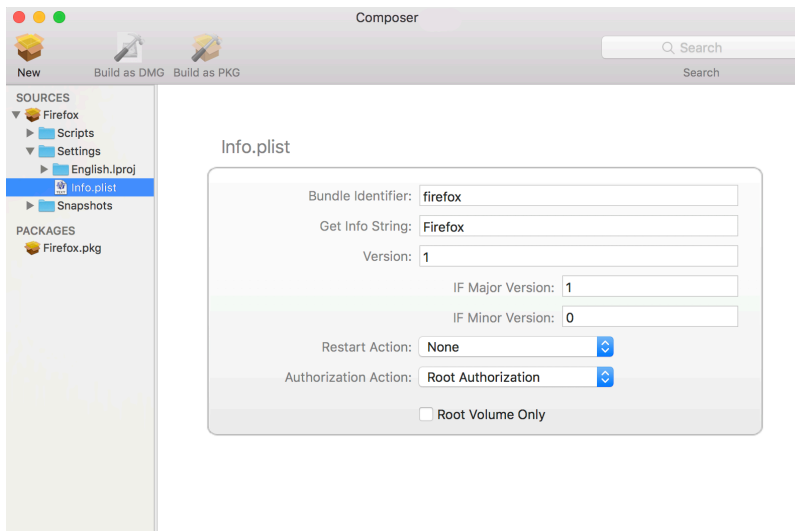 Composer
New
Build as DMG
Build as PKG
Search
Search
SOURCES
Firefox
Scripts
Settings
English.lproj
Info.plist
Snapshots
PACKAGES
Firefox.pkg
Info.plist
Bundle Identifier: firefox
Get Info String: Firefox
Version: 1
IF Major Version: 1
IF Minor Version: 0
Restart Action: None
Authorization Action: Root Authorization
Root Volume Only